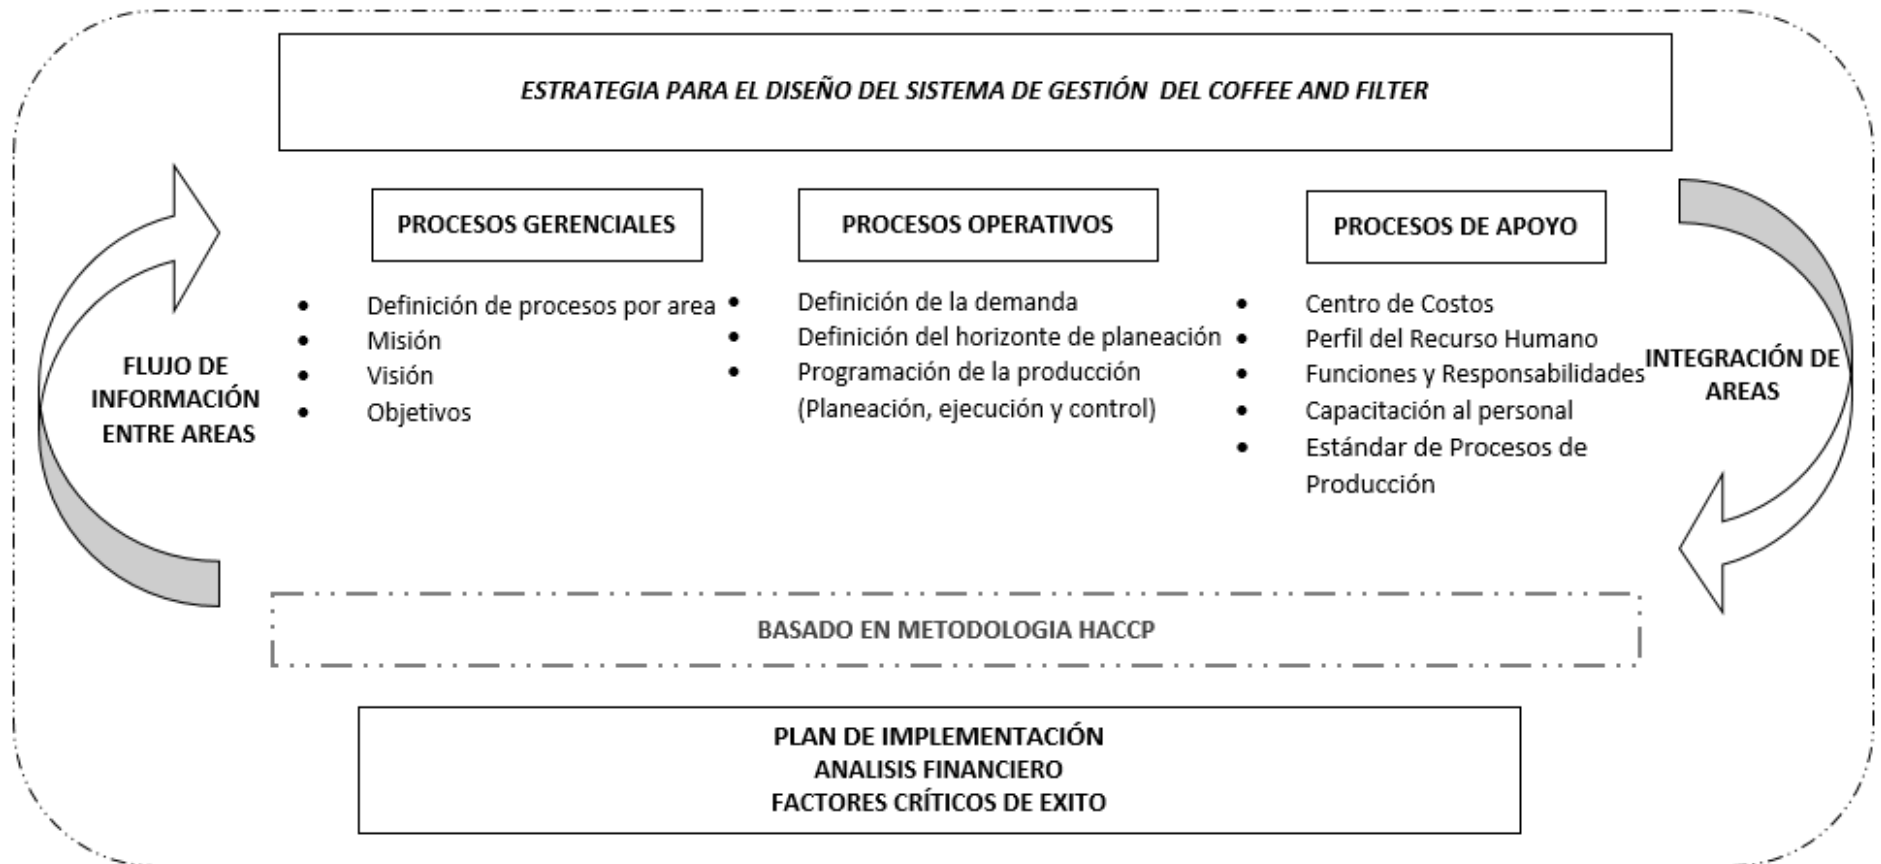 ESTRATEGIA PARA EL DISEÑO DEL SISTEMA DE GESTIÓN DEL COFFEE AND FILTER
PROCESOS GERENCIALES
• Definición de procesos por area
• Misión
• Visión
• Objetivos
PROCESOS OPERATIVOS
• Definición de la demanda
• Definición del horizonte de planeación
• Programación de la producción
(Planeación, ejecución y control)
PROCESOS DE APOYO
• Centro de Costos
• Perfil del Recurso Humano
• Funciones y Responsabilidades
• Capacitación al personal
• Estándar de Procesos de
Producción
FLUJO DE
INFORMACIÓN
ENTRE AREAS
INTEGRACIÓN DE
AREAS
BASADO EN METODOLOGIA HACCP
PLAN DE IMPLEMENTACIÓN
ANALISIS FINANCIERO
FACTORES CRÍTICOS DE EXITO